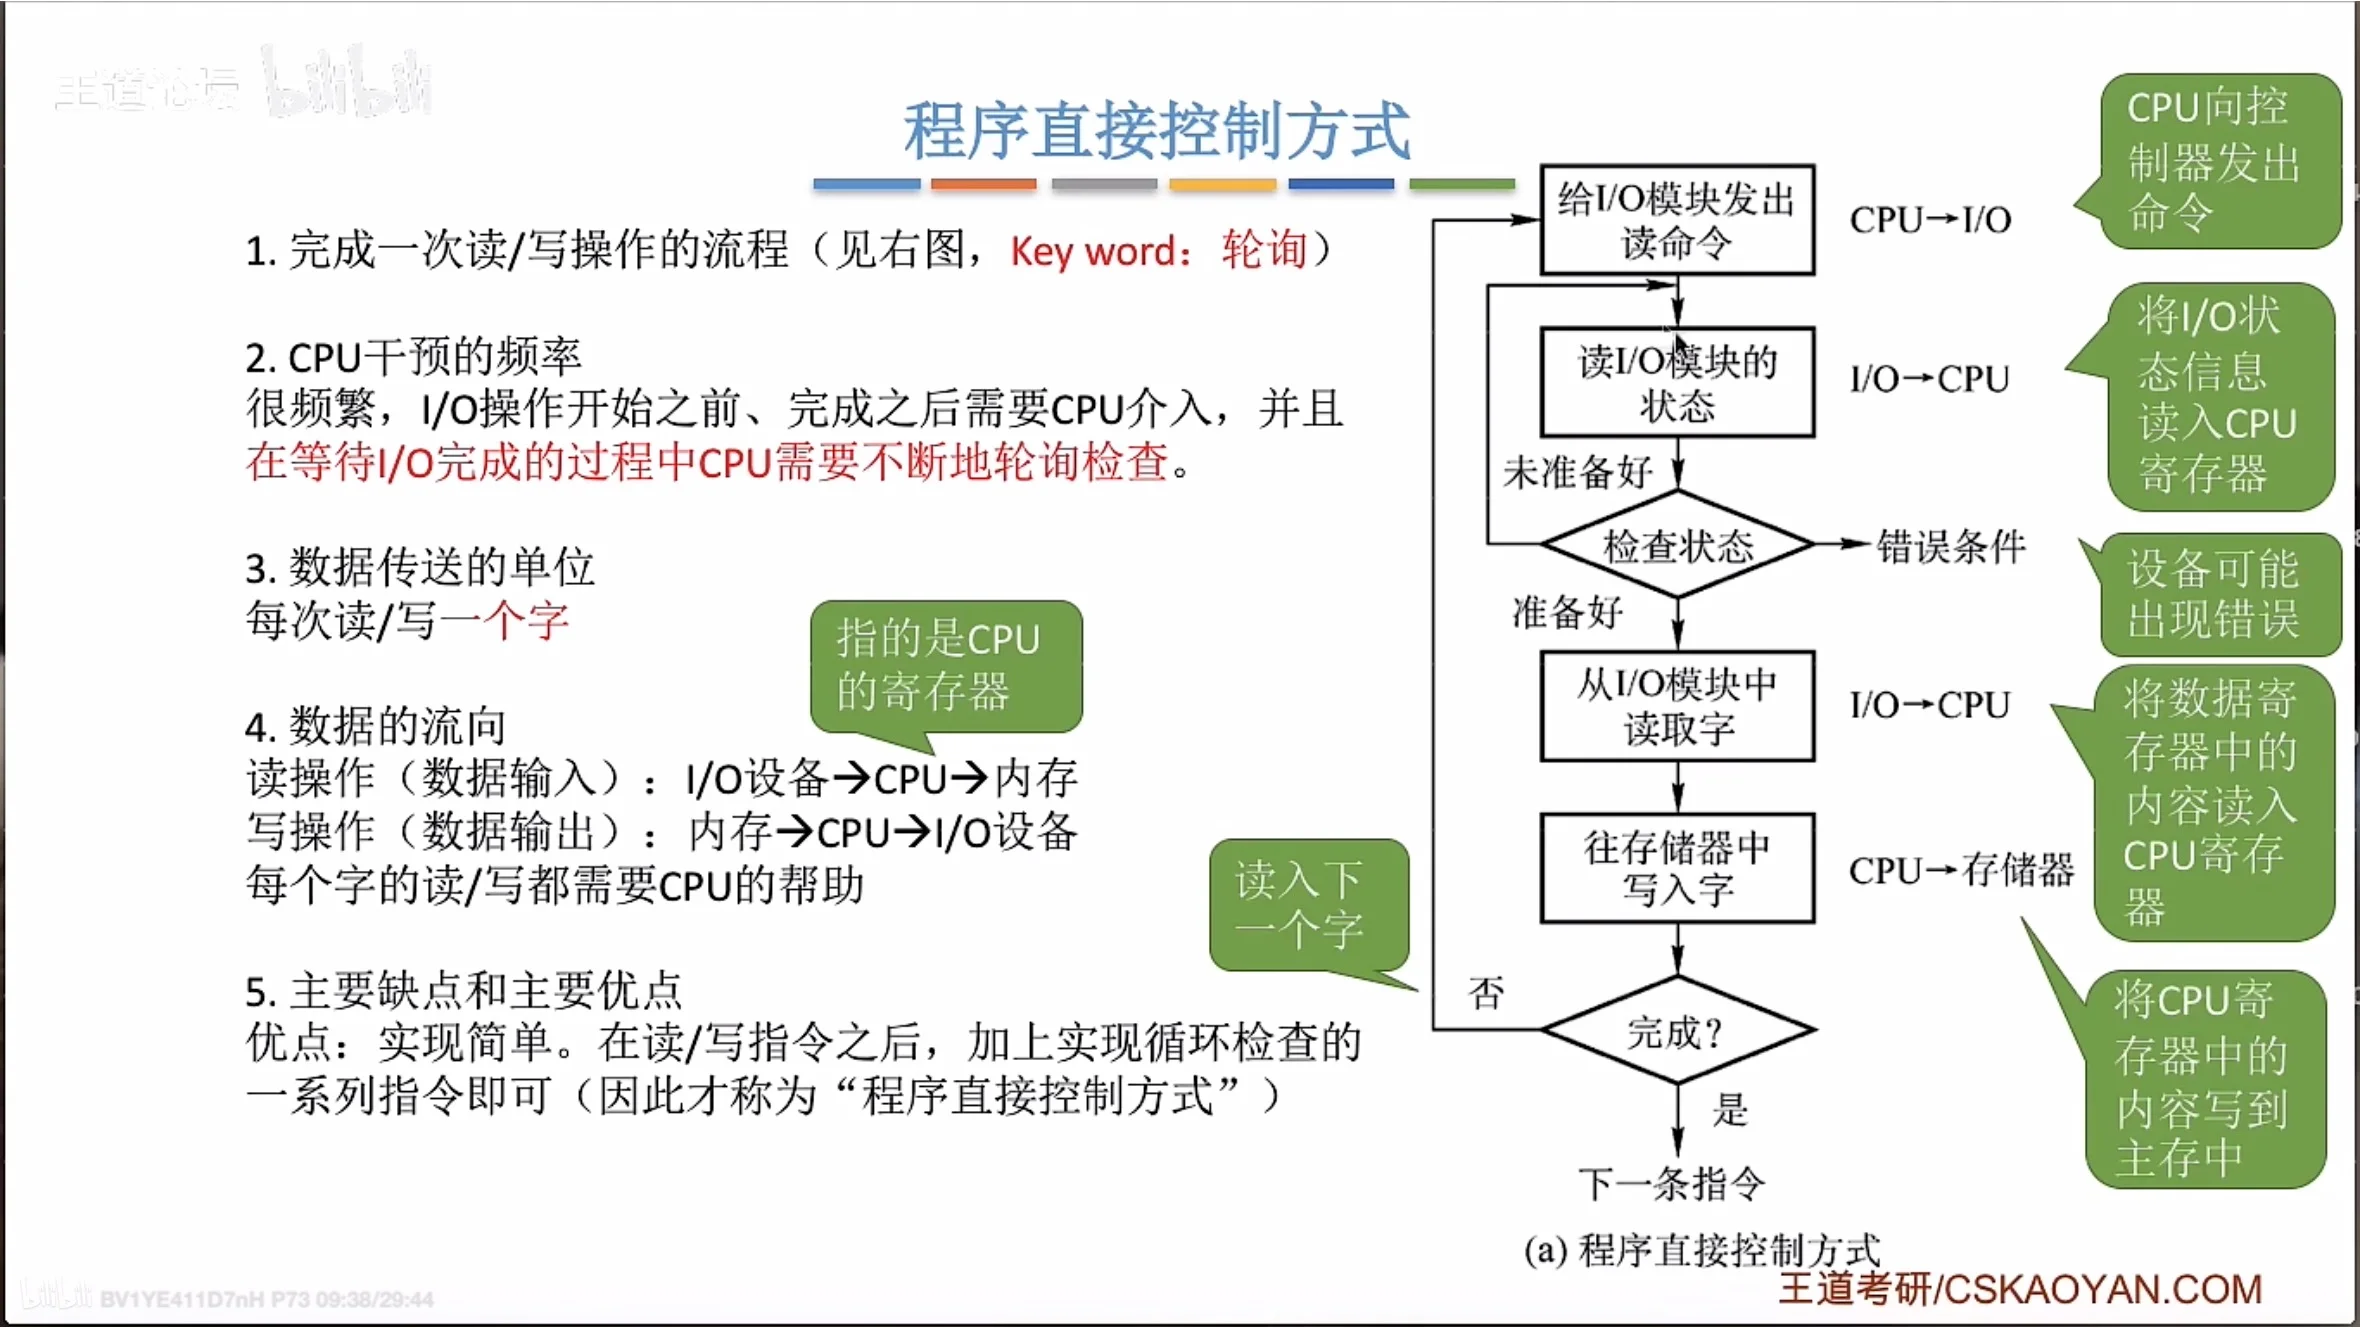 王道论坛 bilibili
程序直接控制方式
1. 完成一次读/写操作的流程（见右图，Key word：轮询）
2. CPU干预的频率
很频繁，I/O操作开始之前、完成之后需要CPU介入，并且
在等待I/O完成的过程中CPU需要不断地轮询检查。
3. 数据传送的单位
每次读/写一个字
指的是CPU
的寄存器
4. 数据的流向
读操作（数据输入）：I/O设备→CPU→内存
写操作（数据输出）：内存→CPU→I/O设备
每个字的读/写都需要CPU的帮助
5. 主要缺点和主要优点
优点：实现简单。在读/写指令之后，加上实现循环检查的
一系列指令即可（因此才称为“程序直接控制方式”）
给I/O模块发出
读命令
CPU→I/O
CPU向控
制器发出
命令
读I/O模块的
状态
I/O→CPU
将I/O状
态信息
读入CPU
寄存器
未准备好
检查状态
错误条件
设备可能
出现错误
准备好
从I/O模块中
读取字
I/O→CPU
将数据寄
存器中的
内容读入
CPU寄存
器
往存储器中
写入字
CPU→存储器
将CPU寄
存器中的
内容写到
主存中
读入下
一个字
否
完成?
是
下一条指令
(a) 程序直接控制方式
王道考研/CSKAOYAN.COM
bilibili BV1YE411D7nH P73 09:38/29:44